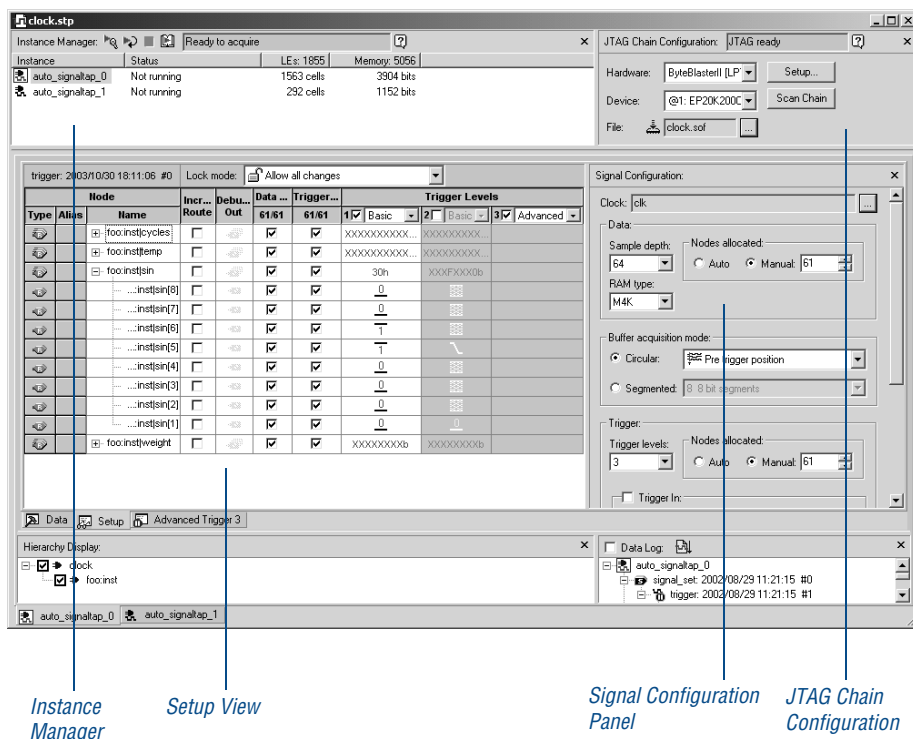 clock.stp
Instance Manager: Ready to acquire
Instance Status LEs: 1855 Memory: 5056
auto_signaltap_0 Not running 1563 cells 3904 bits
auto_signaltap_1 Not running 292 cells 1152 bits
JTAG Chain Configuration: JTAG ready
Hardware: ByteBlasterII [LP Setup...
Device: @1: EP20K200C Scan Chain
File: clock.sof ...
trigger: 2003/10/30 18:11:06 #0 Lock mode: Allow all changes
Node Incr... Debu... Data ... Trigger... Trigger Levels
Type Alias Name Route Out 61/61 61/61 1 Basic 2 Basic 3 Advanced
foo:inst|cycles XXXXXXXXXX... XXXXXXXXX...
foo:inst|temp XXXXXXXXXX... XXXXXXXXX...
foo:inst|sin 30h XXXFXXX0b
...:inst|sin[8] 0
...:inst|sin[7] 0
...:inst|sin[6] 1
...:inst|sin[5] 1
...:inst|sin[4] 0
...:inst|sin[3] 0
...:inst|sin[2] 0
...:inst|sin[1] 0 0
foo:inst|weight XXXXXXXXb XXXXXXXXb
Data Setup Advanced Trigger 3
Signal Configuration:
Clock: clk ...
Data:
Sample depth: Nodes allocated:
64 Auto Manual: 61
RAM type:
M4K
Buffer acquisition mode:
Circular: Pre trigger position
Segmented: 8 8 bit segments
Trigger:
Trigger levels: Nodes allocated:
3 Auto Manual: 61
Trigger In:
Hierarchy Display:
clock
foo:inst
Data Log:
auto_signaltap_0
signal_set: 2002/08/29 11:21:15 #0
trigger: 2002/08/29 11:21:15 #1
auto_signaltap_0 auto_signaltap_1
Instance
Manager
Setup View
Signal Configuration
Panel
JTAG Chain
Configuration